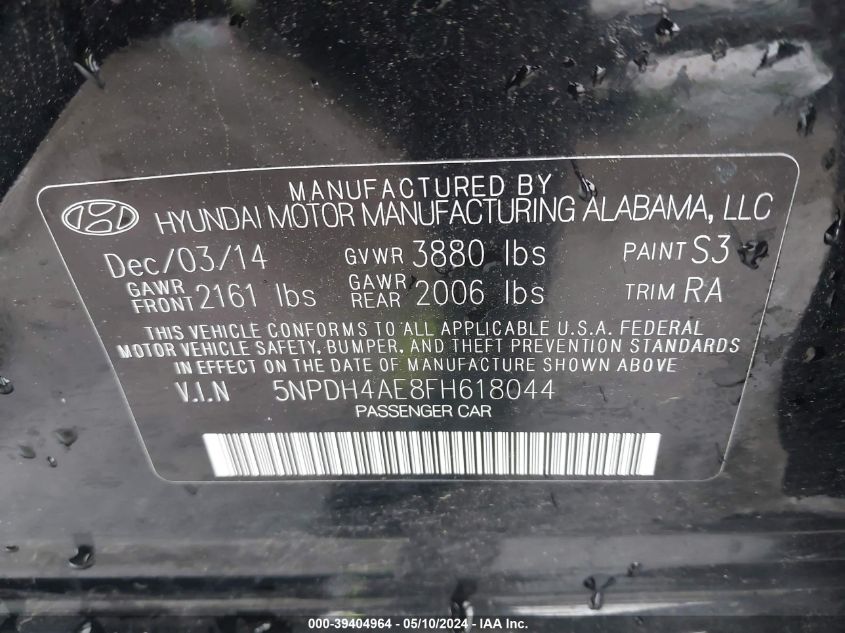 MANUFACTURED BY
HYUNDAI MOTOR MANUFACTURING ALABAMA, LLC
Dec/03/14 GVWR 3880 lbs PAINT S3
GAWR FRONT 2161 lbs GAWR REAR 2006 lbs TRIM RA
THIS VEHICLE CONFORMS TO ALL APPLICABLE U.S.A. FEDERAL
MOTOR VEHICLE SAFETY, BUMPER, AND THEFT PREVENTION STANDARDS
IN EFFECT ON THE DATE OF MANUFACTURE SHOWN ABOVE
V.I.N 5NPDH4AE8FH618044
PASSENGER CAR
000-39404964 - 05/10/2024 - IAA Inc.